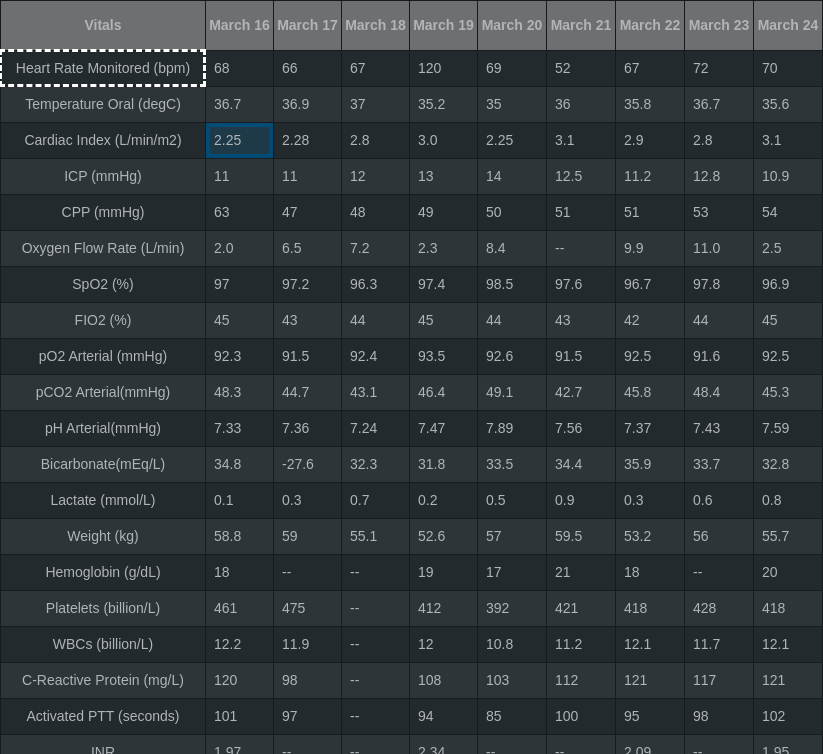 Vitals March 16 March 17 March 18 March 19 March 20 March 21 March 22 March 23 March 24
Heart Rate Monitored (bpm) 68 66 67 120 69 52 67 72 70
Temperature Oral (degC) 36.7 36.9 37 35.2 35 36 35.8 36.7 35.6
Cardiac Index (L/min/m2) 2.25 2.28 2.8 3.0 2.25 3.1 2.9 2.8 3.1
ICP (mmHg) 11 11 12 13 14 12.5 11.2 12.8 10.9
CPP (mmHg) 63 47 48 49 50 51 51 53 54
Oxygen Flow Rate (L/min) 2.0 6.5 7.2 2.3 8.4 -- 9.9 11.0 2.5
SpO2 (%) 97 97.2 96.3 97.4 98.5 97.6 96.7 97.8 96.9
FIO2 (%) 45 43 44 45 44 43 42 44 45
pO2 Arterial (mmHg) 92.3 91.5 92.4 93.5 92.6 91.5 92.5 91.6 92.5
pCO2 Arterial(mmHg) 48.3 44.7 43.1 46.4 49.1 42.7 45.8 48.4 45.3
pH Arterial(mmHg) 7.33 7.36 7.24 7.47 7.89 7.56 7.37 7.43 7.59
Bicarbonate(mEq/L) 34.8 -27.6 32.3 31.8 33.5 34.4 35.9 33.7 32.8
Lactate (mmol/L) 0.1 0.3 0.7 0.2 0.5 0.9 0.3 0.6 0.8
Weight (kg) 58.8 59 55.1 52.6 57 59.5 53.2 56 55.7
Hemoglobin (g/dL) 18 -- -- 19 17 21 18 -- 20
Platelets (billion/L) 461 475 -- 412 392 421 418 428 418
WBCs (billion/L) 12.2 11.9 -- 12 10.8 11.2 12.1 11.7 12.1
C-Reactive Protein (mg/L) 120 98 -- 108 103 112 121 117 121
Activated PTT (seconds) 101 97 -- 94 85 100 95 98 102
INR 1.97 -- -- 2.34 -- -- 2.09 -- 1.95